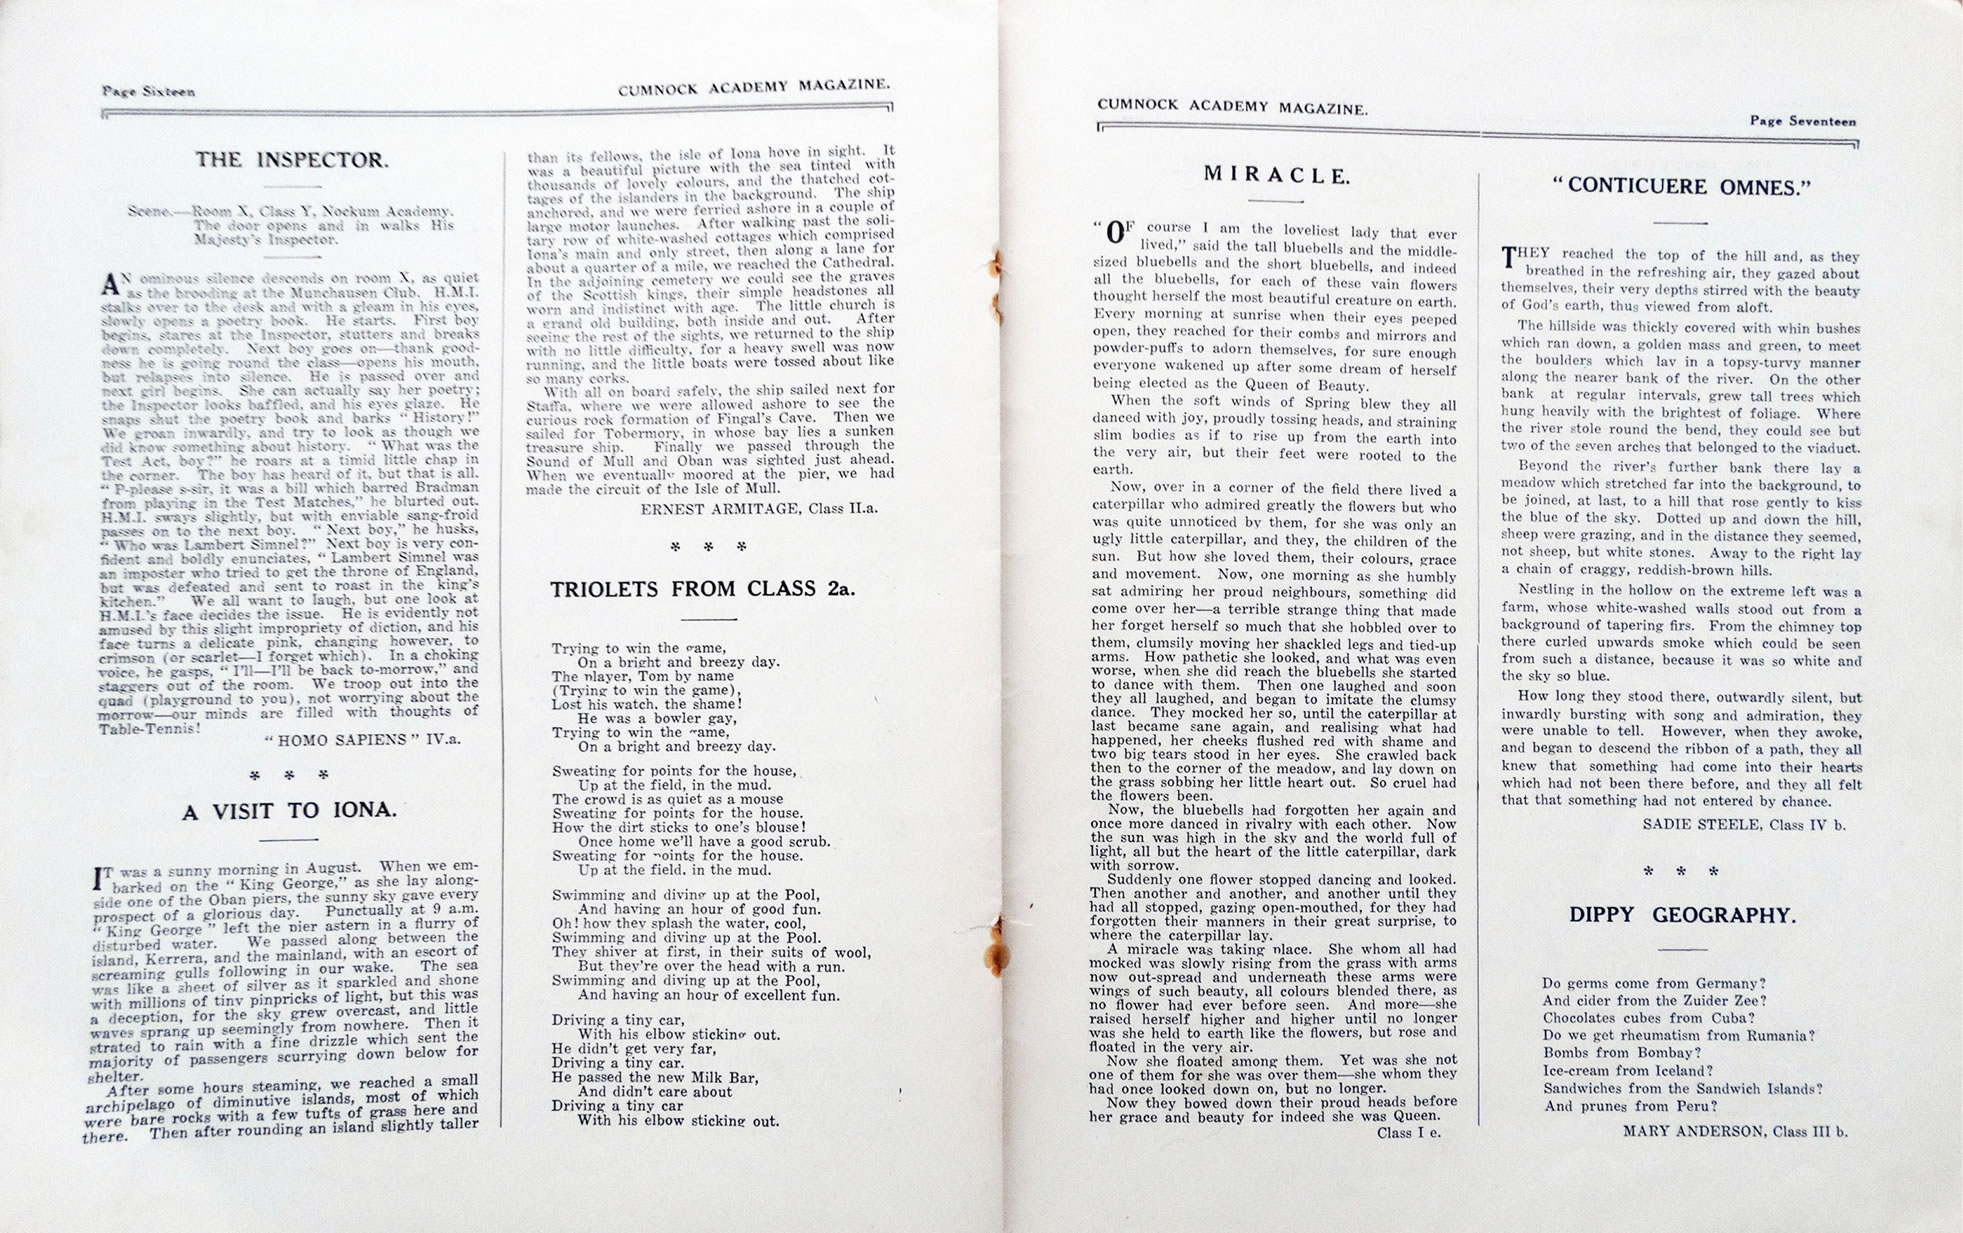 Page Sixteen
CUMNOCK ACADEMY MAGAZINE.
THE INSPECTOR.
Scene.—Room X, Class Y, Nockum Academy.
The door opens and in walks His
Majesty's Inspector.
AN ominous silence descends on room X, as quiet
as the brooding at the Munchausen Club. H.M.I.
stalks over to the desk and with a gleam in his eyes,
slowly opens a poetry book. He starts. First boy
begins, stares at the Inspector, stutters and breaks
down completely. Next boy goes on—thank good-
ness he is going round the class—opens his mouth,
but relapses into silence. He is passed over and
next girl begins. She can actually say her poetry;
the Inspector looks baffled, and his eyes glaze. He
snaps shut the poetry book and barks "History!"
We groan inwardly, and try to look as though we
did know something about history. "What was the
Test Act, boy?" he roars at a timid little chap in
the corner. The boy has heard of it, but that is all.
"P-please s-sir, it was a bill which barred Bradman
from playing in the Test Matches," he blurted out.
H.M.I. sways slightly, but with enviable sang-froid
passes on to the next boy. "Next boy," he husks,
"Who was Lambert Simnel?" Next boy is very con-
fident and boldly enunciates, "Lambert Simnel was
an imposter who tried to get the throne of England,
but was defeated and sent to roast in the king's
kitchen." We all want to laugh, but one look at
H.M.I.'s face decides the issue. He is evidently not
amused by this slight impropriety of diction, and his
face turns a delicate pink, changing however, to
crimson (or scarlet—I forget which). In a choking
voice, he gasps, "I'll—I'll be back to-morrow," and
staggers out of the room. We troop out into the
quad (playground to you), not worrying about the
morrow—our minds are filled with thoughts of
Table-Tennis!
"HOMO SAPIENS" IV.a.
* * *
A VISIT TO IONA.
IT was a sunny morning in August. When we em-
barked on the "King George," as she lay along-
side one of the Oban piers, the sunny sky gave every
prospect of a glorious day. Punctually at 9 a.m.
"King George" left the pier astern in a flurry of
disturbed water. We passed along between the
island, Kerrera, and the mainland, with an escort of
screaming gulls following in our wake. The sea
was like a sheet of silver as it sparkled and shone
with millions of tiny pinpricks of light, but this was
a deception, for the sky grew overcast, and little
waves sprang up seemingly from nowhere. Then it
strated to rain with a fine drizzle which sent the
majority of passengers scurrying down below for
shelter.
After some hours steaming, we reached a small
archipelago of diminutive islands, most of which
were bare rocks with a few tufts of grass here and
there. Then after rounding an island slightly taller
than its fellows, the isle of Iona hove in sight. It
was a beautiful picture with the sea tinted with
thousands of lovely colours, and the thatched cot-
tages of the islanders in the background. The ship
anchored, and we were ferried ashore in a couple of
large motor launches. After walking past the soli-
tary row of white-washed cottages which comprised
Iona's main and only street, then along a lane for
about a quarter of a mile, we reached the Cathedral.
In the adjoining cemetery we could see the graves
of the Scottish kings, their simple headstones all
worn and indistinct with age. The little church is
a grand old building, both inside and out. After
seeing the rest of the sights, we returned to the ship
with no little difficulty, for a heavy swell was now
running, and the little boats were tossed about like
so many corks.
With all on board safely, the ship sailed next for
Staffa, where we were allowed ashore to see the
curious rock formation of Fingal's Cave. Then we
sailed for Tobermory, in whose bay lies a sunken
treasure ship. Finally we passed through the
Sound of Mull and Oban was sighted just ahead.
When we eventually moored at the pier, we had
made the circuit of the Isle of Mull.
ERNEST ARMITAGE, Class II.a.
* * *
TRIOLETS FROM CLASS 2a.
Trying to win the game,
On a bright and breezy day.
The player, Tom by name
(Trying to win the game),
Lost his watch, the shame!
He was a bowler gay,
Trying to win the game,
On a bright and breezy day.
Sweating for points for the house,
Up at the field, in the mud.
The crowd is as quiet as a mouse
Sweating for points for the house.
How the dirt sticks to one's blouse!
Once home we'll have a good scrub.
Sweating for points for the house.
Up at the field, in the mud.
Swimming and diving up at the Pool,
And having an hour of good fun.
Oh! how they splash the water, cool,
Swimming and diving up at the Pool.
They shiver at first, in their suits of wool,
But they're over the head with a run.
Swimming and diving up at the Pool,
And having an hour of excellent fun.
Driving a tiny car,
With his elbow sticking out.
He didn't get very far,
Driving a tiny car.
He passed the new Milk Bar,
And didn't care about
Driving a tiny car
With his elbow sticking out.
CUMNOCK ACADEMY MAGAZINE.
Page Seventeen
MIRACLE.
"OF course I am the loveliest lady that ever
lived," said the tall bluebells and the middle-
sized bluebells and the short bluebells, and indeed
all the bluebells, for each of these vain flowers
thought herself the most beautiful creature on earth.
Every morning at sunrise when their eyes peeped
open, they reached for their combs and mirrors and
powder-puffs to adorn themselves, for sure enough
everyone wakened up after some dream of herself
being elected as the Queen of Beauty.
When the soft winds of Spring blew they all
danced with joy, proudly tossing heads, and straining
slim bodies as if to rise up from the earth into
the very air, but their feet were rooted to the
earth.
Now, over in a corner of the field there lived a
caterpillar who admired greatly the flowers but who
was quite unnoticed by them, for she was only an
ugly little caterpillar, and they, the children of the
sun. But how she loved them, their colours, grace
and movement. Now, one morning as she humbly
sat admiring her proud neighbours, something did
come over her—a terrible strange thing that made
her forget herself so much that she hobbled over to
them, clumsily moving her shackled legs and tied-up
arms. How pathetic she looked, and what was even
worse, when she did reach the bluebells she started
to dance with them. Then one laughed and soon
they all laughed, and began to imitate the clumsy
dance. They mocked her so, until the caterpillar at
last became sane again, and realising what had
happened, her cheeks flushed red with shame and
two big tears stood in her eyes. She crawled back
then to the corner of the meadow, and lay down on
the grass sobbing her little heart out. So cruel had
the flowers been.
Now, the bluebells had forgotten her again and
once more danced in rivalry with each other. Now
the sun was high in the sky and the world full of
light, all but the heart of the little caterpillar, dark
with sorrow.
Suddenly one flower stopped dancing and looked.
Then another and another, and another until they
had all stopped, gazing open-mouthed, for they had
forgotten their manners in their great surprise, to
where the caterpillar lay.
A miracle was taking place. She whom all had
mocked was slowly rising from the grass with arms
now out-spread and underneath these arms were
wings of such beauty, all colours blended there, as
no flower had ever before seen. And more—she
raised herself higher and higher until no longer
was she held to earth like the flowers, but rose and
floated in the very air.
Now she floated among them. Yet was she not
one of them for she was over them—she whom they
had once looked down on, but no longer.
Now they bowed down their proud heads before
her grace and beauty for indeed she was Queen.
Class I e.
"CONTICUERE OMNES."
THEY reached the top of the hill and, as they
breathed in the refreshing air, they gazed about
themselves, their very depths stirred with the beauty
of God's earth, thus viewed from aloft.
The hillside was thickly covered with whin bushes
which ran down, a golden mass and green, to meet
the boulders which lay in a topsy-turvy manner
along the nearer bank of the river. On the other
bank at regular intervals, grew tall trees which
hung heavily with the brightest of foliage. Where
the river stole round the bend, they could see but
two of the seven arches that belonged to the viaduct.
Beyond the river's further bank there lay a
meadow which stretched far into the background, to
be joined, at last, to a hill that rose gently to kiss
the blue of the sky. Dotted up and down the hill,
sheep were grazing, and in the distance they seemed,
not sheep, but white stones. Away to the right lay
a chain of craggy, reddish-brown hills.
Nestling in the hollow on the extreme left was a
farm, whose white-washed walls stood out from a
background of tapering firs. From the chimney top
there curled upwards smoke which could be seen
from such a distance, because it was so white and
the sky so blue.
How long they stood there, outwardly silent, but
inwardly bursting with song and admiration, they
were unable to tell. However, when they awoke,
and began to descend the ribbon of a path, they all
knew that something had come into their hearts
which had not been there before, and they all felt
that that something had not entered by chance.
SADIE STEELE, Class IV b.
* * *
DIPPY GEOGRAPHY.
Do germs come from Germany?
And cider from the Zuider Zee?
Chocolates cubes from Cuba?
Do we get rheumatism from Rumania?
Bombs from Bombay?
Ice-cream from Iceland?
Sandwiches from the Sandwich Islands?
And prunes from Peru?
MARY ANDERSON, Class III b.